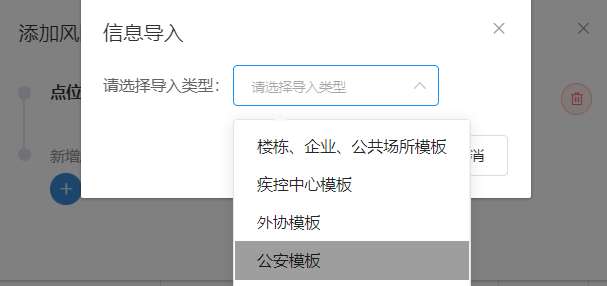 添加风
信息导入
请选择导入类型：
请选择导入类型
点位
楼栋、企业、公共场所模板
消
疾控中心模板
新增
外协模板
公安模板